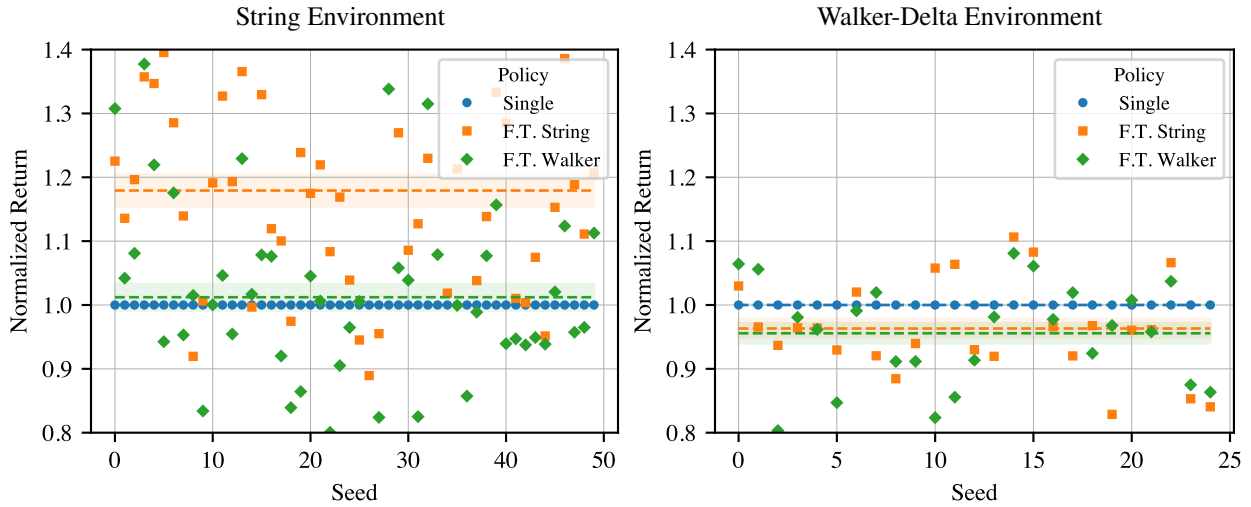 String Environment
Normalized Return
1.4
1.3
1.2
1.1
1.0
0.9
0.8
0
10
20
30
40
50
Seed
Policy
Single
F.T. String
F.T. Walker
Walker-Delta Environment
Normalized Return
1.4
1.3
1.2
1.1
1.0
0.9
0.8
0
5
10
15
20
25
Seed
Policy
Single
F.T. String
F.T. Walker